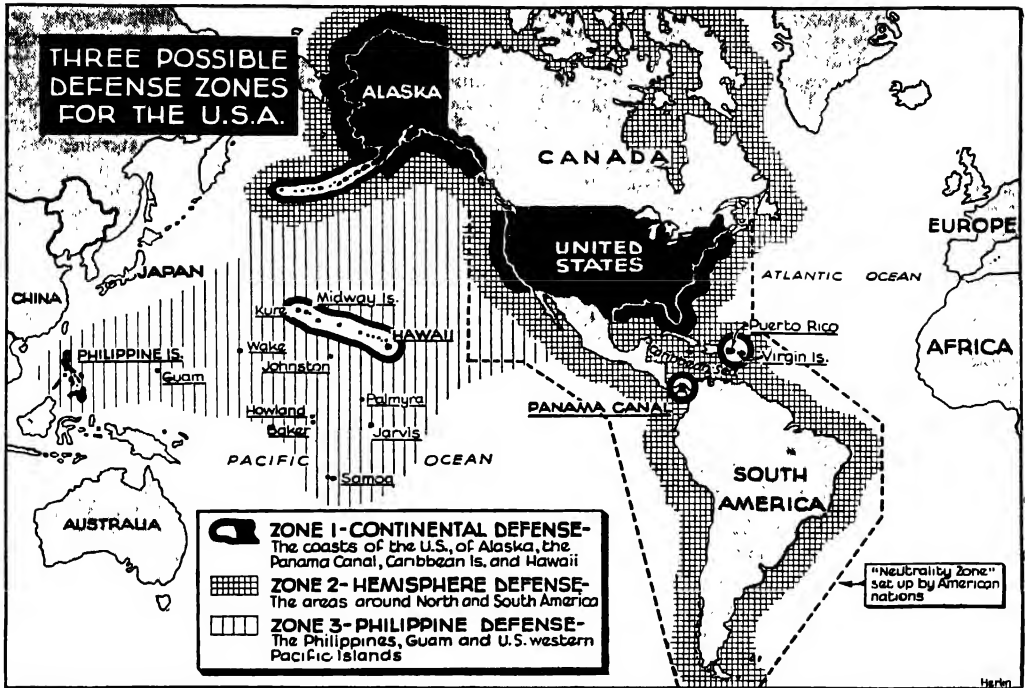 THREE POSSIBLE
DEFENSE ZONES
FOR THE U.S.A.
ALASKA
CANADA
UNITED
STATES
EUROPE
ATLANTIC OCEAN
JAPAN
CHINA
Kure
Midway Is.
HAWAII
Puerto Rico
Virgin Is.
Caribbean Sea
AFRICA
PHILIPPINE IS.
Guam
Wake
Johnston
PANAMA CANAL
Palmyra
Howland
Baker
Jarvis
PACIFIC OCEAN
Samoa
SOUTH
AMERICA
AUSTRALIA
ZONE 1-CONTINENTAL DEFENSE-
The coasts of the U.S., of Alaska, the
Panama Canal, Caribbean Is. and Hawaii
ZONE 2-HEMISPHERE DEFENSE-
The areas around North and South America
ZONE 3-PHILIPPINE DEFENSE-
The Philippines, Guam and U.S. western
Pacific Islands
"Neutrality Zone"
set up by American
nations
Herlin